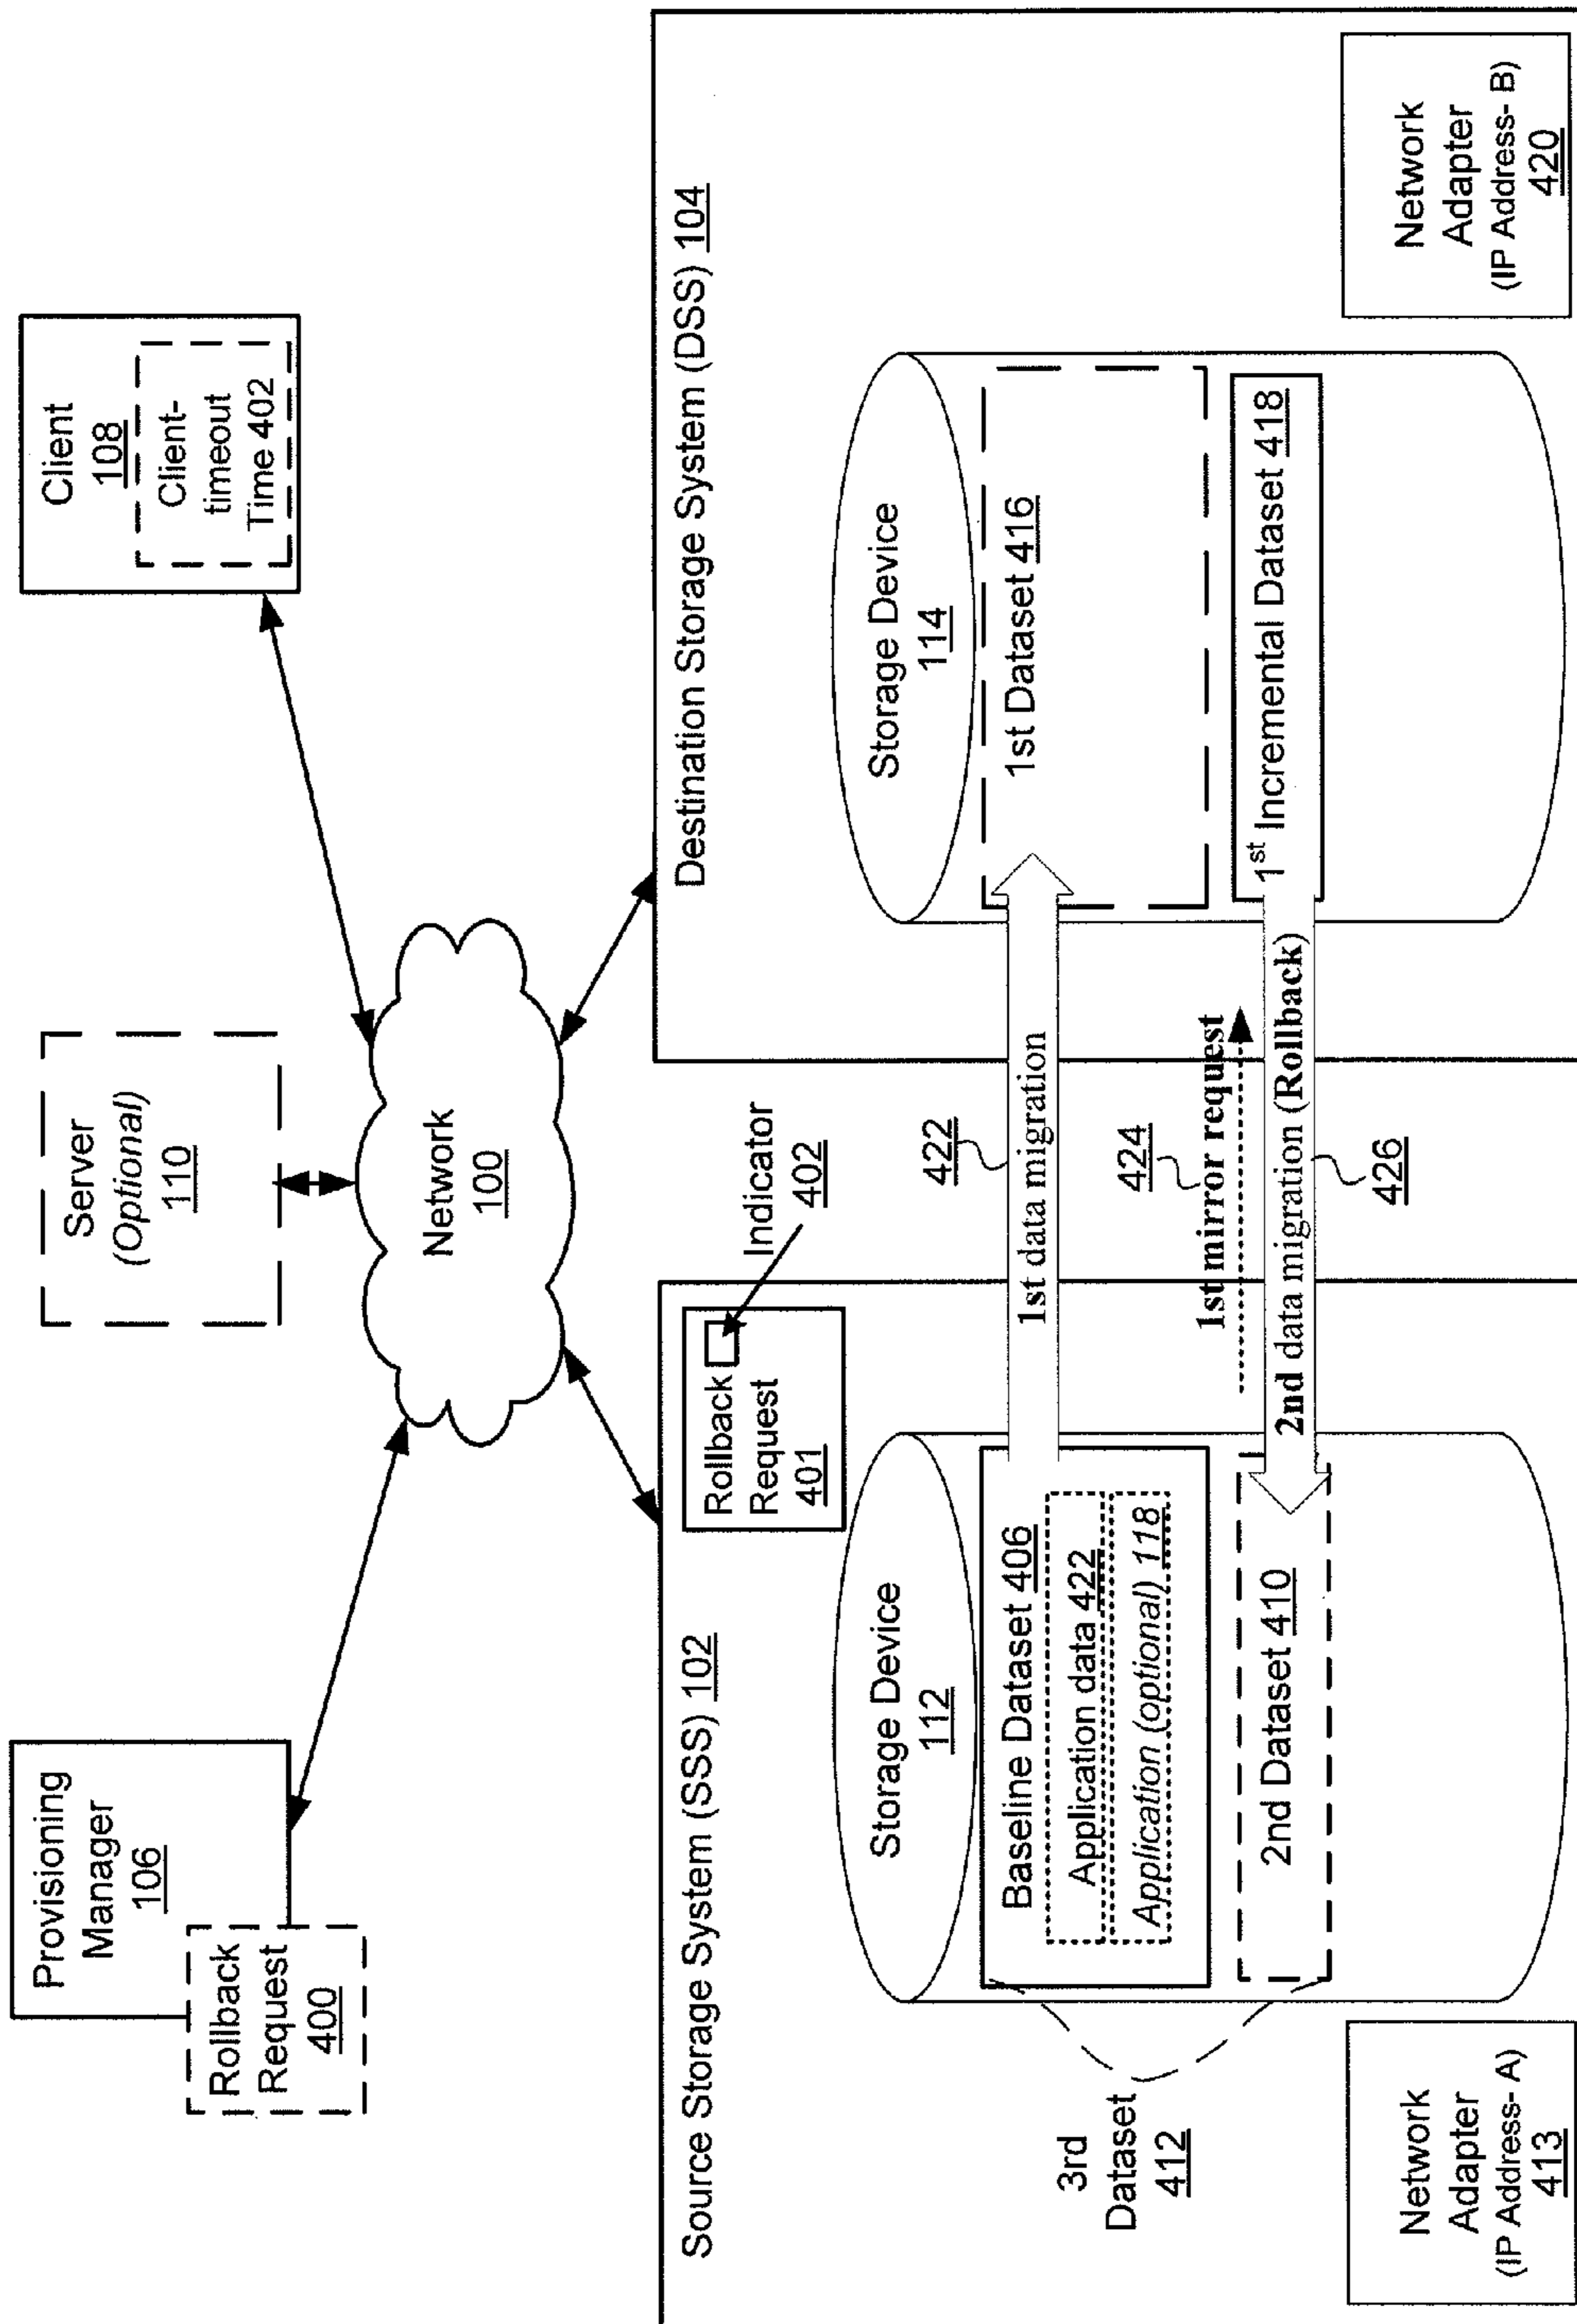 Provisioning
Manager
106
Rollback
Request
400
Server
(Optional)
110
Client
108
Client-
timeout
Time 402
Network
100
Source Storage System (SSS) 102
Rollback
Request
401
Indicator
402
Storage Device
112
Baseline Dataset 406
Application data 422
Application (optional) 118
2nd Dataset 410
3rd
Dataset
412
Network
Adapter
(IP Address- A)
413
422
1st data migration
424
1st mirror request
2nd data migration (Rollback)
426
Destination Storage System (DSS) 104
Storage Device
114
1st Dataset 416
1st Incremental Dataset 418
Network
Adapter
(IP Address- B)
420